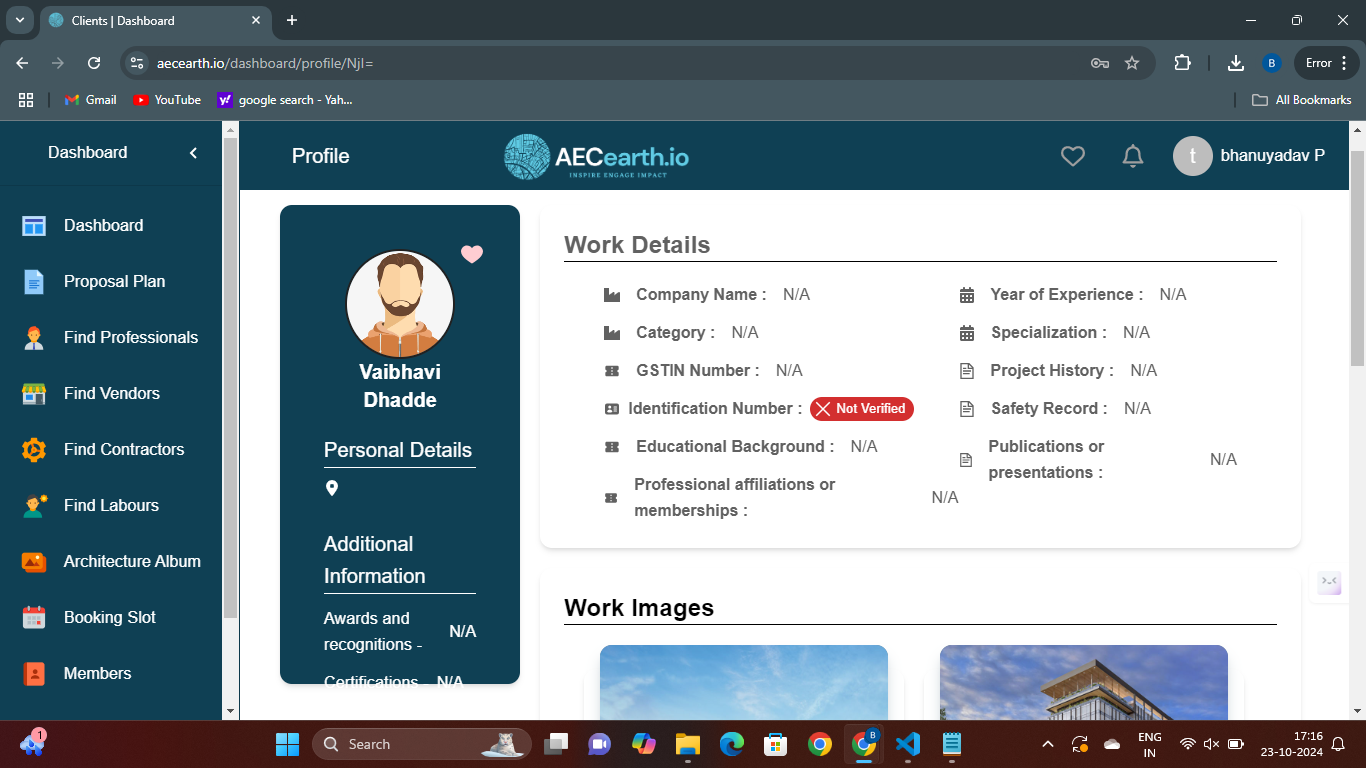 Clients | Dashboard
aecearth.io/dashboard/profile/NjI=
B
Error
Gmail
YouTube
google search - Yah...
All Bookmarks
Dashboard
Profile
AECearth.io
INSPIRE ENGAGE IMPACT
t
bhanuyadav P
Dashboard
Proposal Plan
Find Professionals
Find Vendors
Find Contractors
Find Labours
Architecture Album
Booking Slot
Members
Vaibhavi
Dhadde
Personal Details
Additional
Information
Awards and
recognitions -
N/A
Certifications - N/A
Work Details
Company Name : N/A
Year of Experience : N/A
Category : N/A
Specialization : N/A
GSTIN Number : N/A
Project History : N/A
Identification Number : Not Verified
Safety Record : N/A
Educational Background : N/A
Publications or
presentations :
N/A
Professional affiliations or
memberships :
N/A
Work Images
1
Search
B
ENG
IN
17:16
23-10-2024